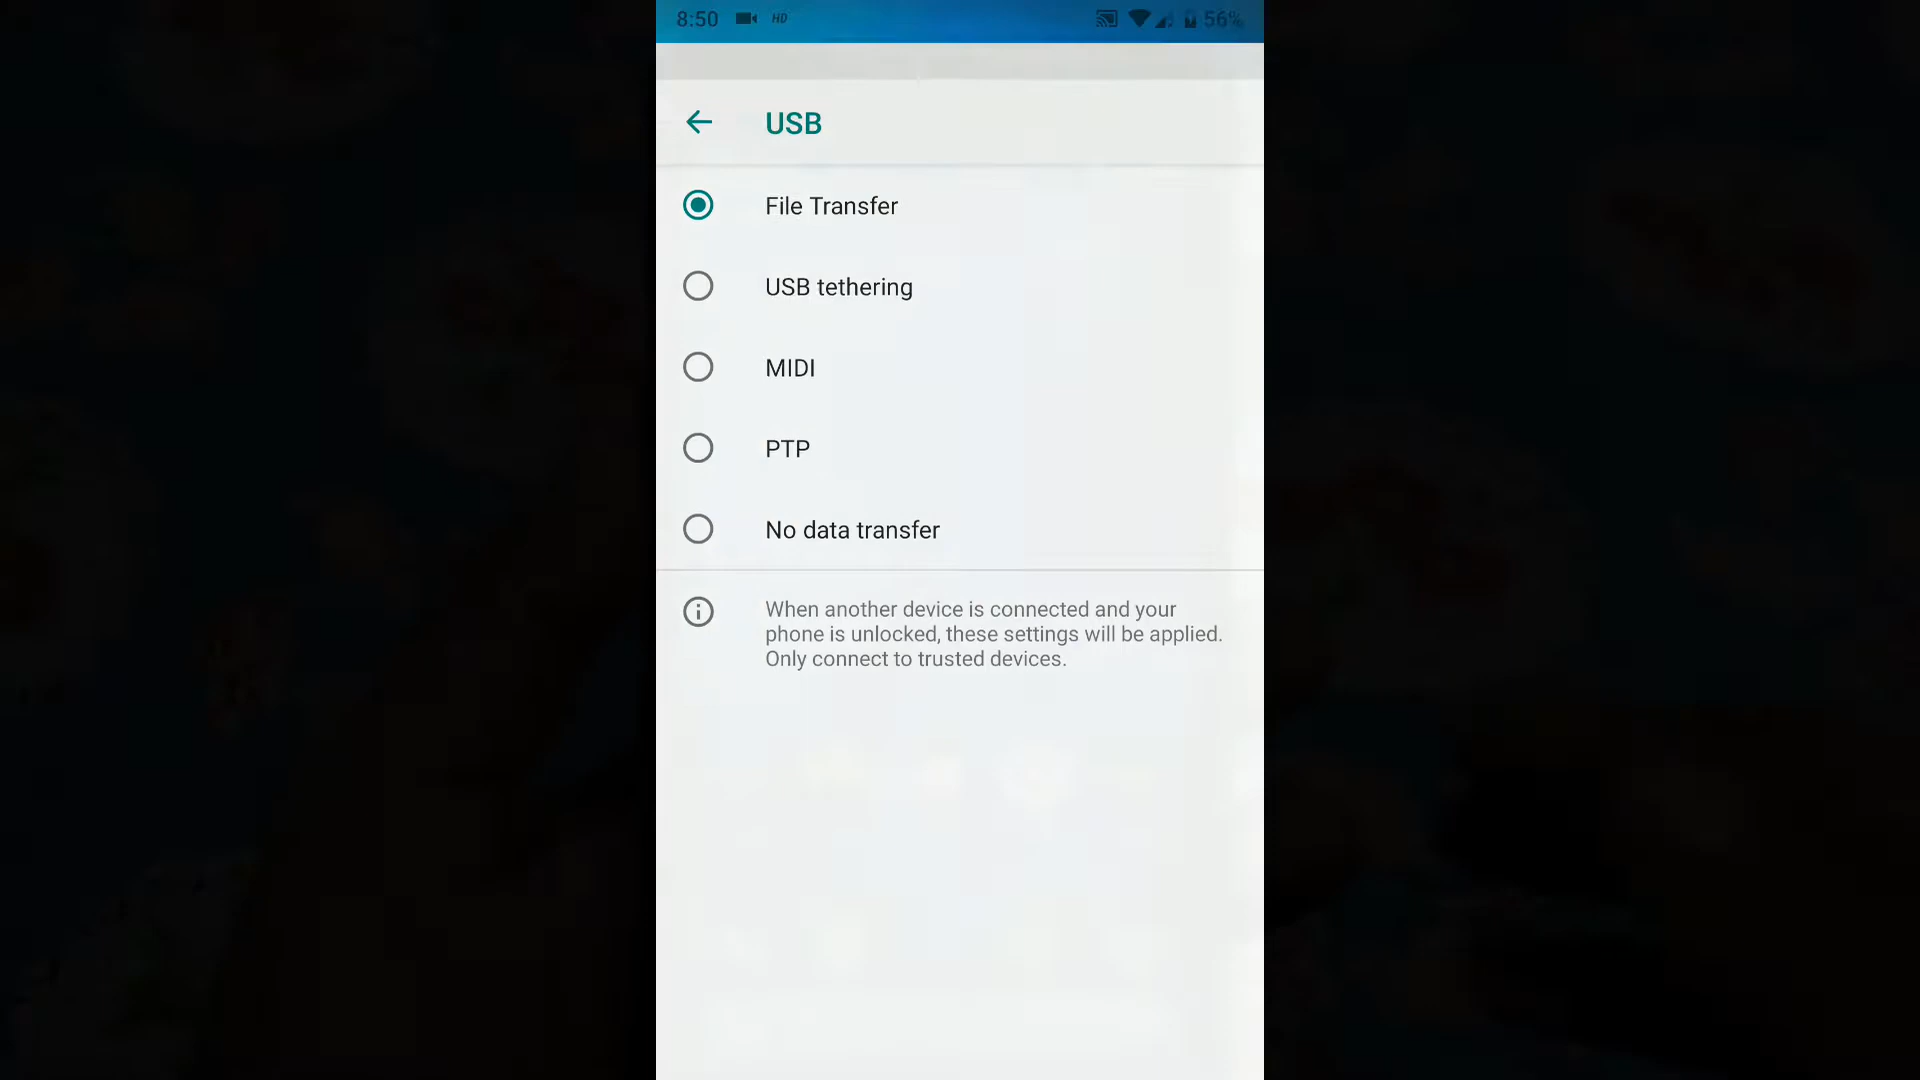 8:50 HD 56%
USB
File Transfer
USB tethering
MIDI
PTP
No data transfer
When another device is connected and your
phone is unlocked, these settings will be applied.
Only connect to trusted devices.